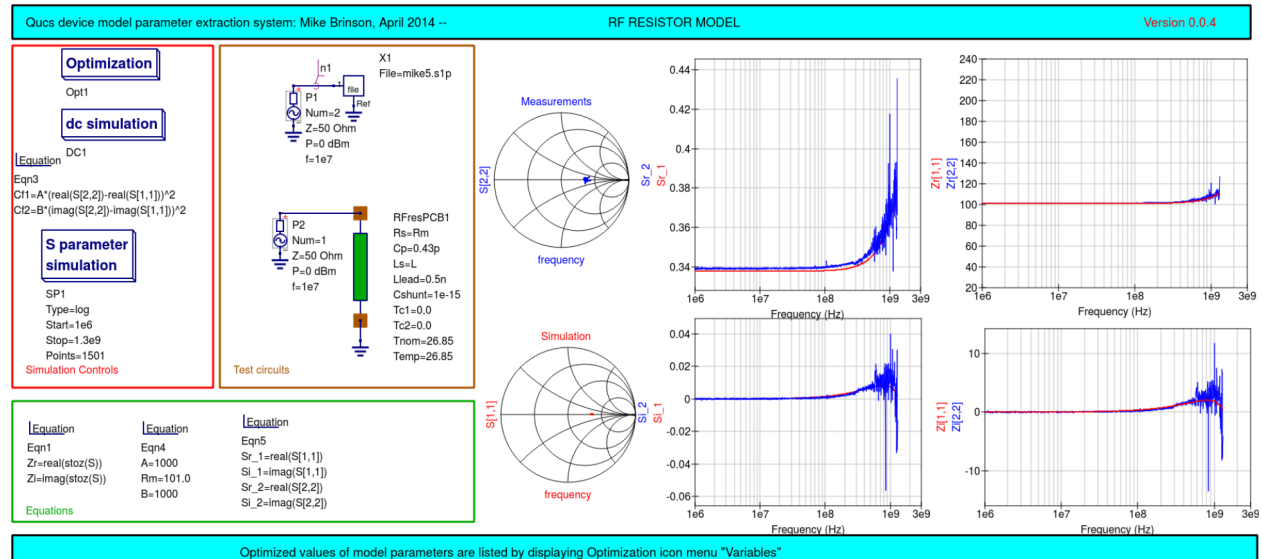 Qucs device model parameter extraction system: Mike Brinson, April 2014 --
RF RESISTOR MODEL
Version 0.0.4
Optimization
Opt1
dc simulation
DC1
Equation
Eqn3
Cf1=A*(real(S[2,2])-real(S[1,1]))^2
Cf2=B*(imag(S[2,2])-imag(S[1,1]))^2
S parameter
simulation
SP1
Type=log
Start=1e6
Stop=1.3e9
Points=1501
Simulation Controls
n1
X1
File=mike5.s1p
1
file
Ref
P1
Num=2
Z=50 Ohm
P=0 dBm
f=1e7
P2
Num=1
Z=50 Ohm
P=0 dBm
f=1e7
RFresPCB1
Rs=Rm
Cp=0.43p
Ls=L
Llead=0.5n
Cshunt=1e-15
Tc1=0.0
Tc2=0.0
Tnom=26.85
Temp=26.85
Test circuits
Equation
Eqn1
Zr=real(stoz(S))
Zi=imag(stoz(S))
Equation
Eqn4
A=1000
Rm=101.0
B=1000
Equation
Eqn5
Sr_1=real(S[1,1])
Si_1=imag(S[1,1])
Sr_2=real(S[2,2])
Si_2=imag(S[2,2])
Equations
Measurements
S[2,2]
frequency
Simulation
S[1,1]
frequency
Sr_2
Sr_1
0.44
0.42
0.4
0.38
0.36
0.34
1e6
1e7
1e8
1e9
3e9
Frequency (Hz)
Zr[1,1]
Zr[2,2]
240
220
200
180
160
140
120
100
80
60
40
20
1e6
1e7
1e8
1e9
3e9
Frequency (Hz)
Si_2
Si_1
0.04
0.02
0
-0.02
-0.04
-0.06
1e6
1e7
1e8
1e9
3e9
Frequency (Hz)
Zi[1,1]
Zi[2,2]
10
0
-10
1e6
1e7
1e8
1e9
3e9
Frequency (Hz)
Optimized values of model parameters are listed by displaying Optimization icon menu "Variables"